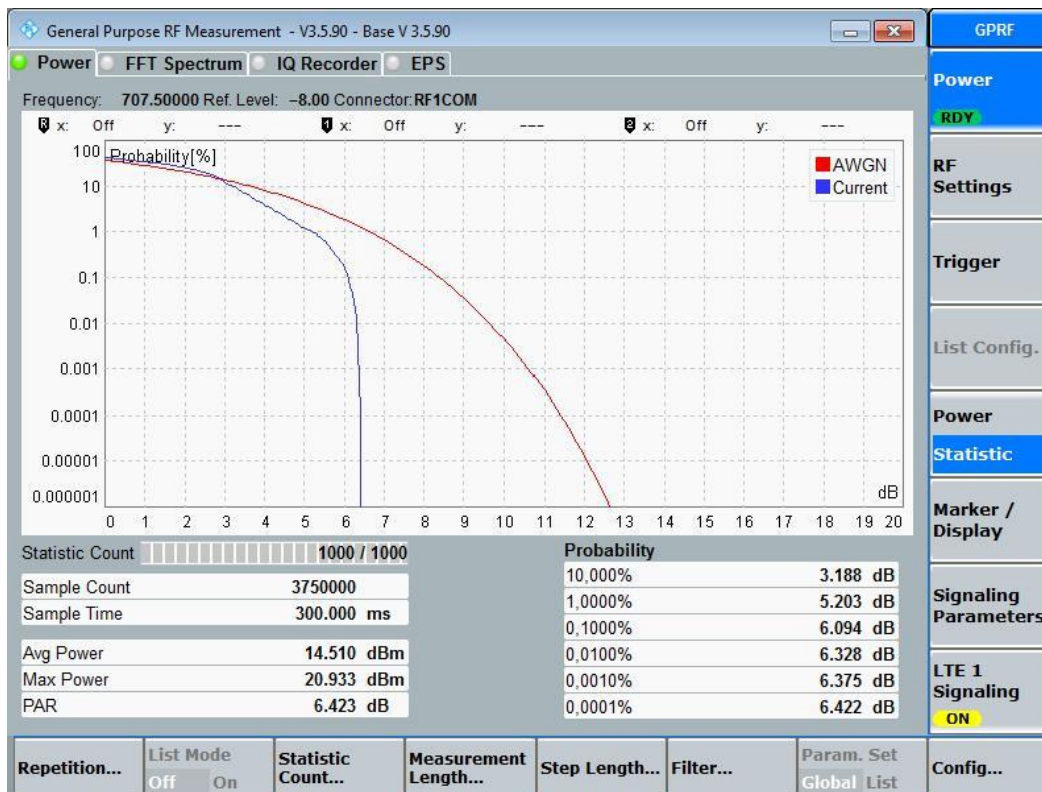 General Purpose RF Measurement - V3.5.90 - Base V 3.5.90
GPRF
Power FFT Spectrum IQ Recorder EPS
Frequency: 707.50000 Ref. Level: -8.00 Connector:RF1COM
R x: Off y: --- 1 x: Off y: --- 2 x: Off y: ---
Probability[%]
AWGN
Current
100
10
1
0.1
0.01
0.001
0.0001
0.00001
0.000001
dB
0 1 2 3 4 5 6 7 8 9 10 11 12 13 14 15 16 17 18 19 20
Statistic Count 1000 / 1000
Sample Count 3750000
Sample Time 300.000 ms
Avg Power 14.510 dBm
Max Power 20.933 dBm
PAR 6.423 dB
Probability
10,000% 3.188 dB
1,0000% 5.203 dB
0,1000% 6.094 dB
0,0100% 6.328 dB
0,0010% 6.375 dB
0,0001% 6.422 dB
Power
RDY
RF
Settings
Trigger
List Config.
Power
Statistic
Marker /
Display
Signaling
Parameters
LTE 1
Signaling
ON
Repetition...
List Mode
Off On
Statistic
Count...
Measurement
Length...
Step Length...
Filter...
Param. Set
Global List
Config...